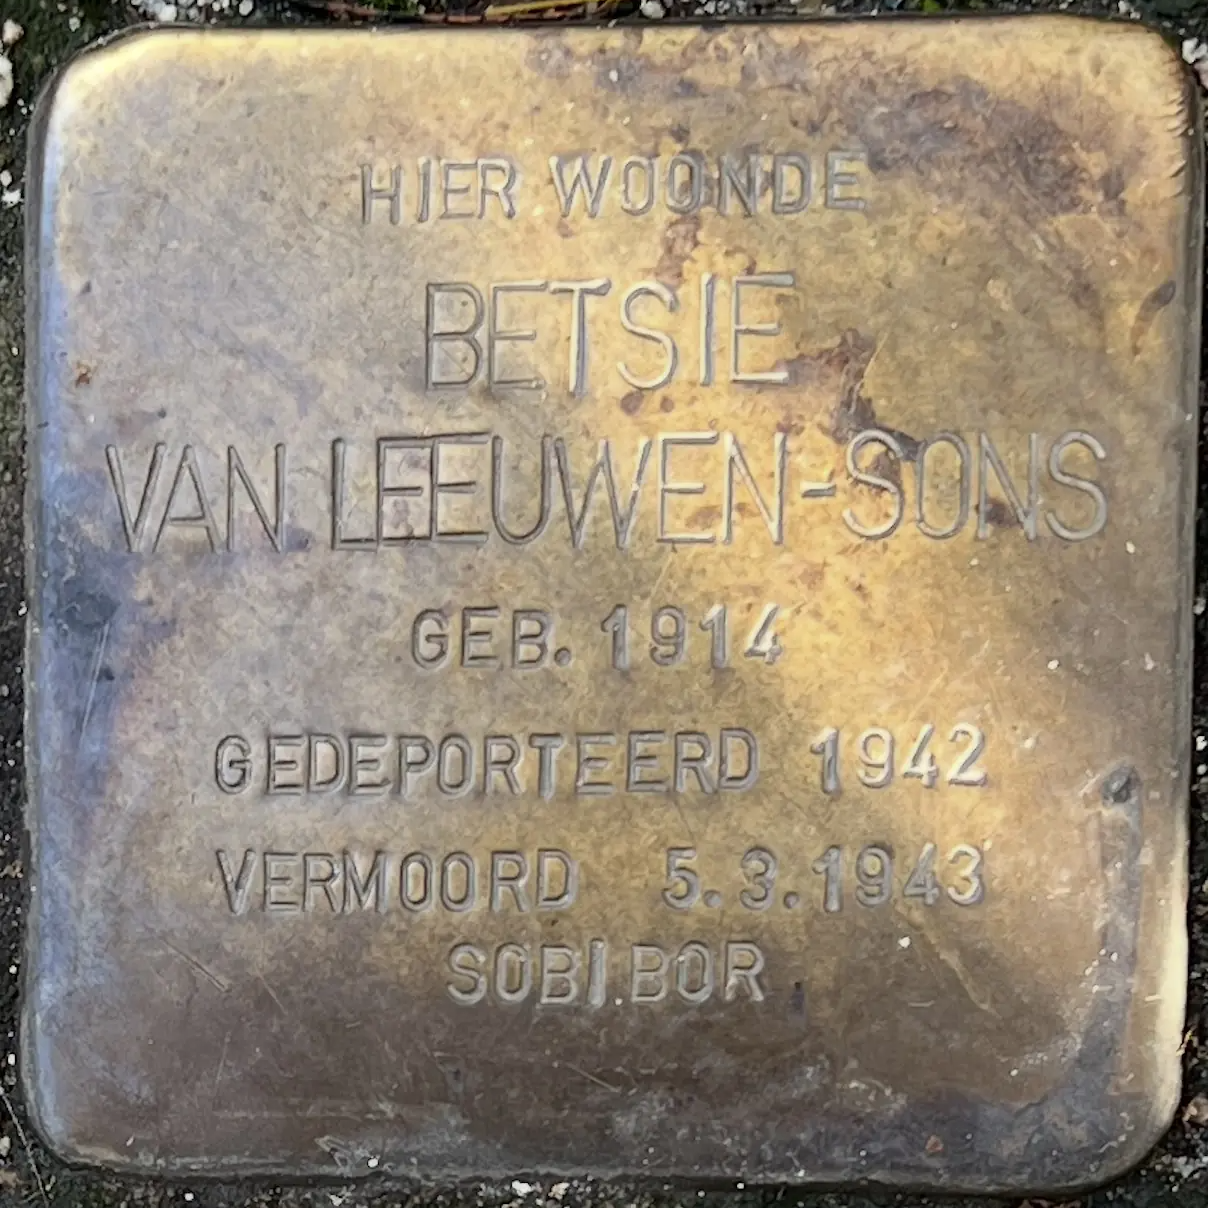 HIER WOONDE
BETSIE
VAN LEEUWEN-SONS
GEB. 1914
GEDEPORTEERD 1942
VERMOORD 5.3.1943
SOBIBOR